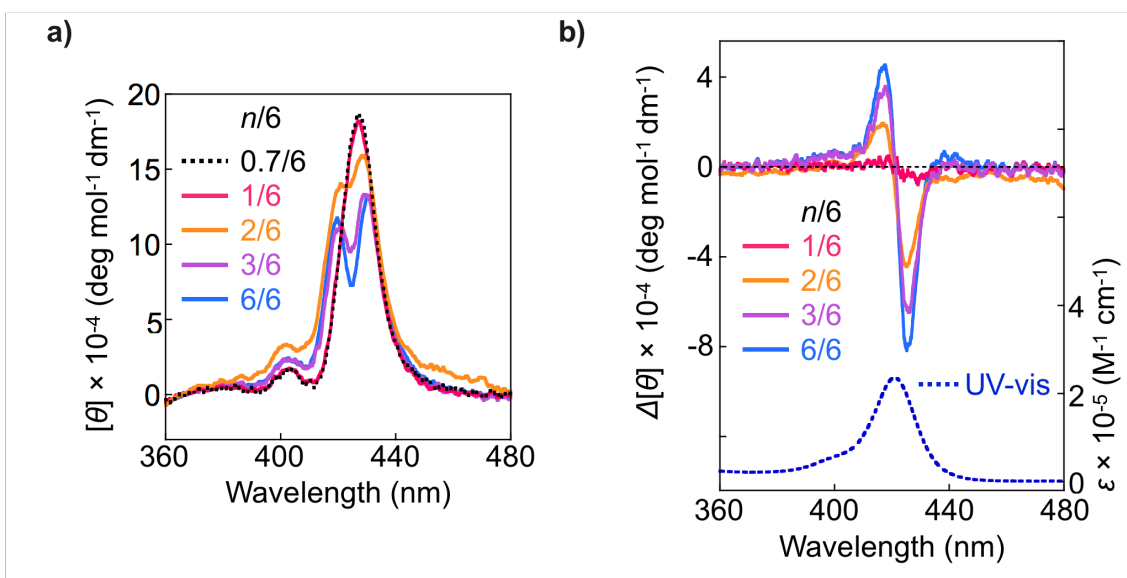 a)
[θ] × 10⁻⁴ (deg mol⁻¹ dm⁻¹)
20
15
10
5
0
n/6
0.7/6
1/6
2/6
3/6
6/6
360
400
440
480
Wavelength (nm)
b)
Δ[θ] × 10⁻⁴ (deg mol⁻¹ dm⁻¹)
4
0
-4
-8
n/6
1/6
2/6
3/6
6/6
UV-vis
4
2
0
ε × 10⁻⁵ (M⁻¹ cm⁻¹)
360
400
440
480
Wavelength (nm)